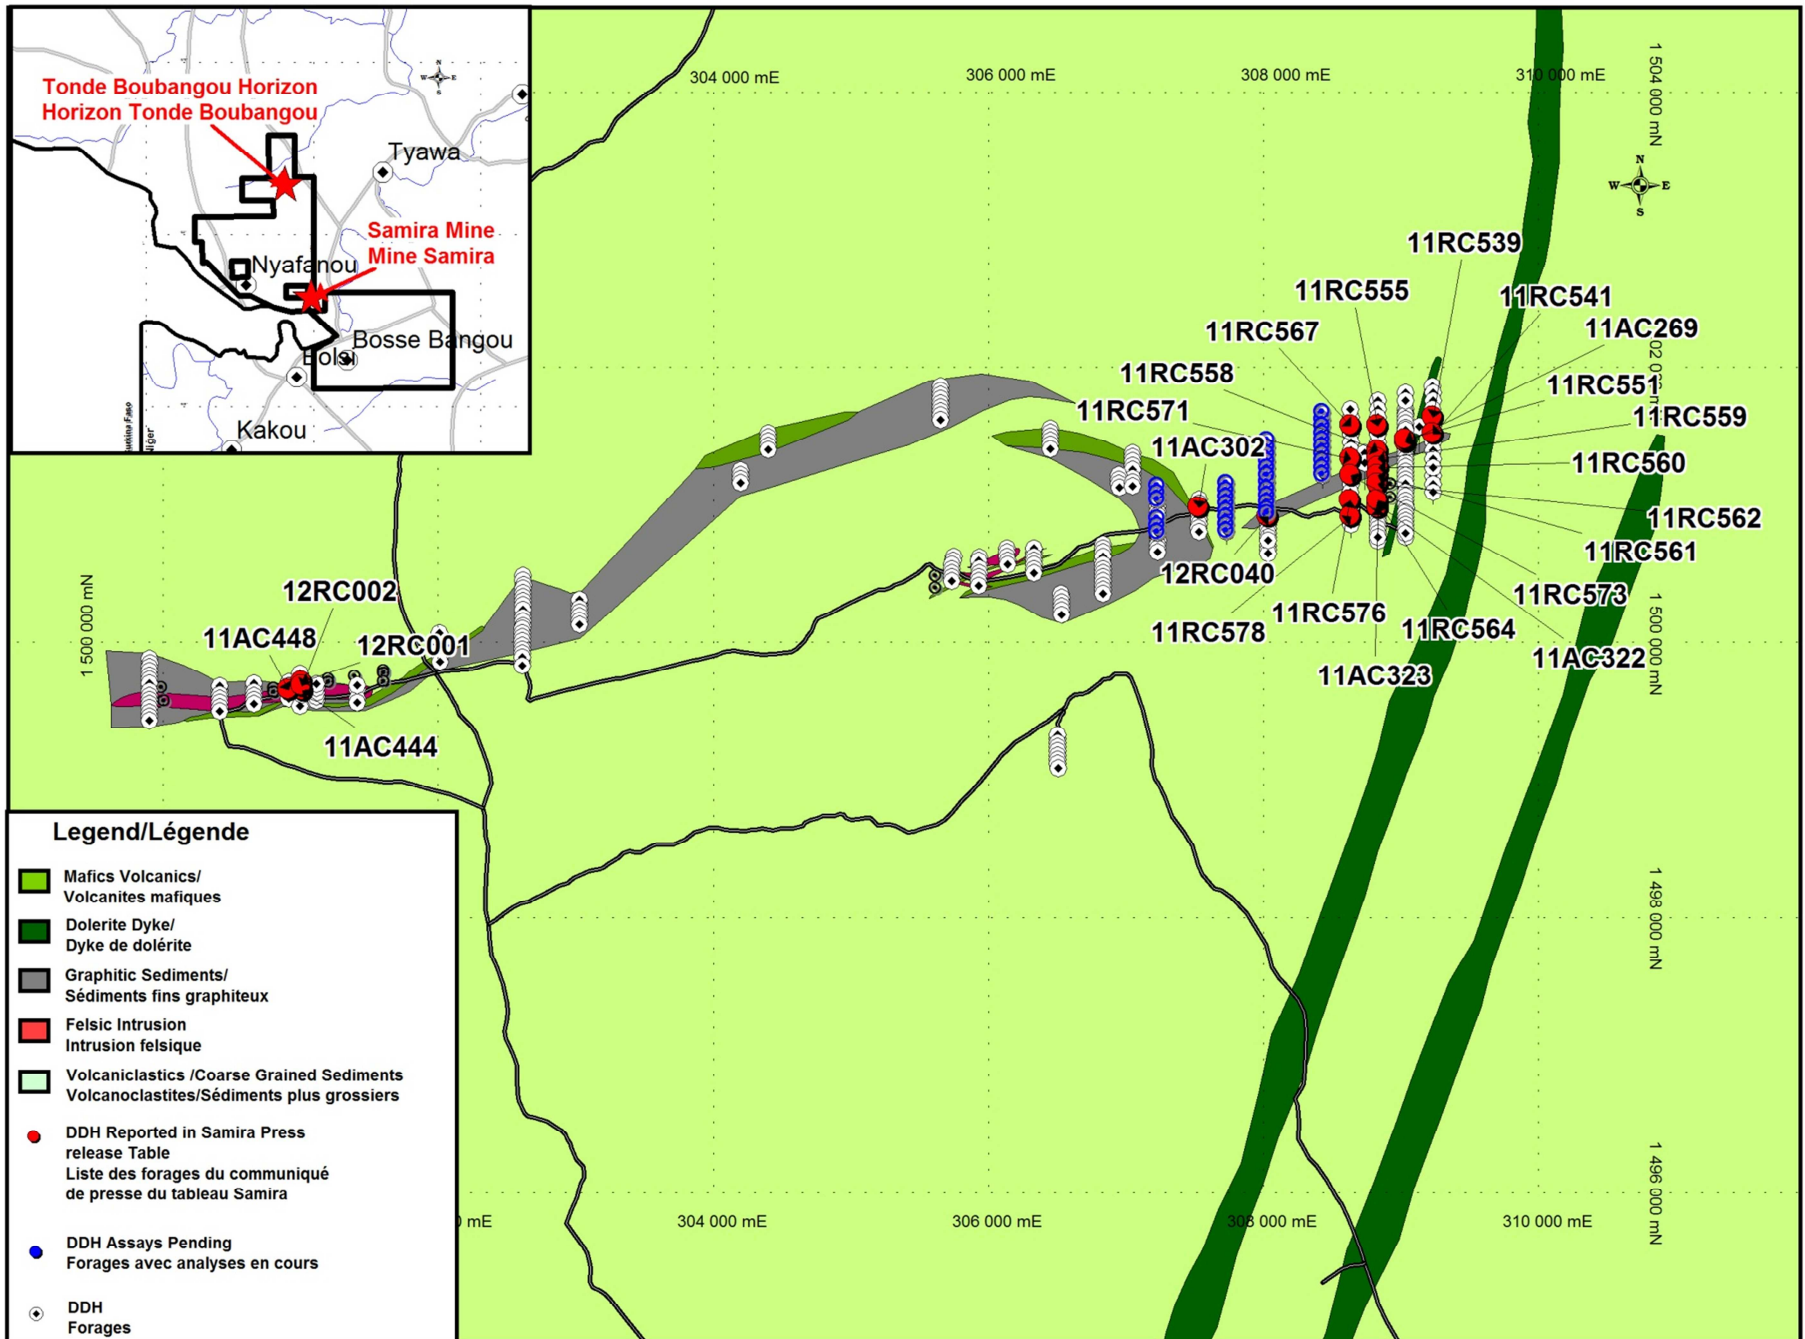 Tonde Boubangou Horizon
Horizon Tonde Boubangou
N
W E
S
Tyawa
Samira Mine
Mine Samira
Nyafanou
Bosse Bangou
Bolsi
Kakou
Niger
304 000 mE
306 000 mE
308 000 mE
310 000 mE
1 504 000 mN
N
W E
S
11RC539
11RC555
11RC541
11RC567
11AC269
11RC558
11RC551
11RC571
11RC559
11AC302
11RC560
11RC562
11RC561
12RC040
11RC573
11RC576
11RC578
11RC564
11AC322
11AC323
12RC002
11AC448
12RC001
11AC444
1 500 000 mN
1 500 000 mN
1 498 000 mN
1 496 000 mN
Legend/Légende
Mafics Volcanics/
Volcanites mafiques
Dolerite Dyke/
Dyke de dolérite
Graphitic Sediments/
Sédiments fins graphiteux
Felsic Intrusion
Intrusion felsique
Volcaniclastics /Coarse Grained Sediments
Volcanoclastites/Sédiments plus grossiers
DDH Reported in Samira Press
release Table
Liste des forages du communiqué
de presse du tableau Samira
DDH Assays Pending
Forages avec analyses en cours
DDH
Forages
0 mE
304 000 mE
306 000 mE
308 000 mE
310 000 mE